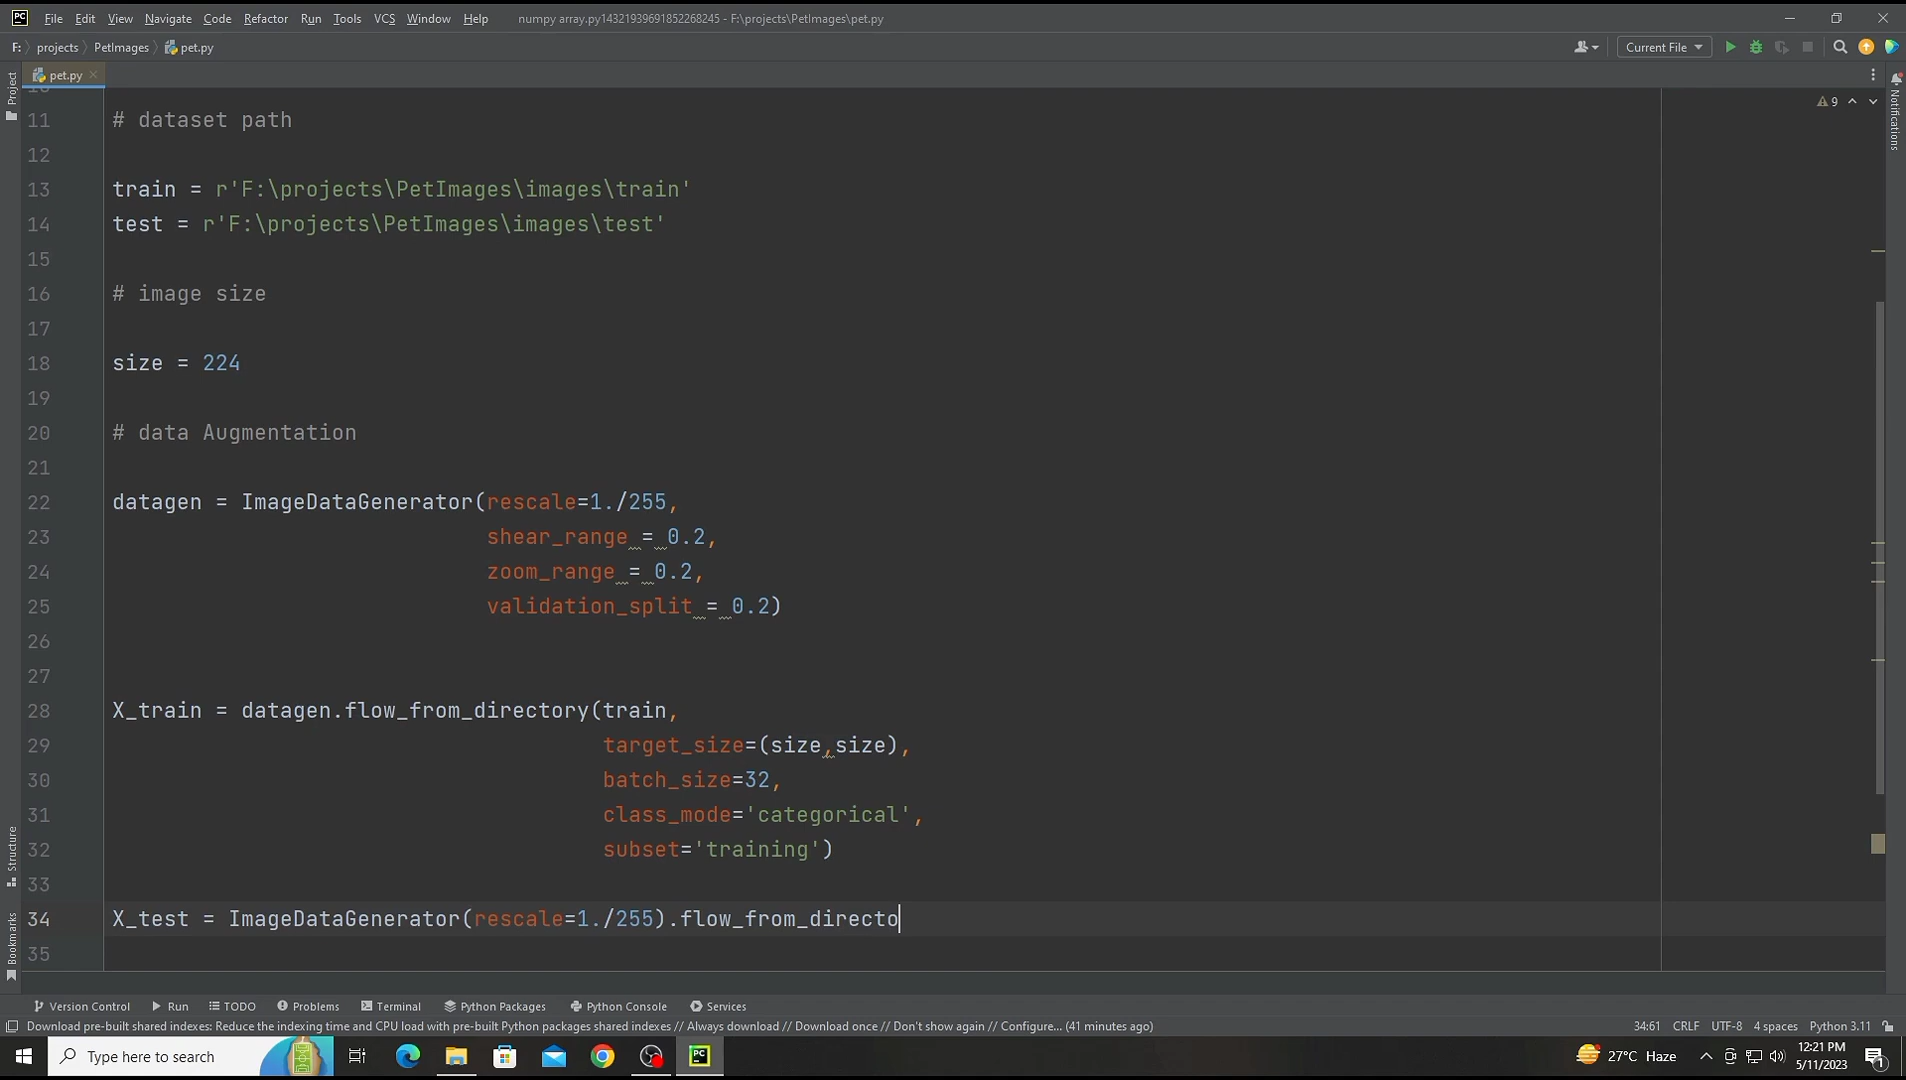 PC File Edit View Navigate Code Refactor Run Tools VCS Window Help numpy array.py14321939691852268245 - F:\projects\PetImages\pet.py
F: projects PetImages pet.py Current File
Project pet.py
9
Notifications
11 # dataset path
12
13 train = r'F:\projects\PetImages\images\train'
14 test = r'F:\projects\PetImages\images\test'
15
16 # image size
17
18 size = 224
19
20 # data Augmentation
21
22 datagen = ImageDataGenerator(rescale=1./255,
23 shear_range = 0.2,
24 zoom_range = 0.2,
25 validation_split = 0.2)
26
27
28 X_train = datagen.flow_from_directory(train,
29 target_size=(size,size),
30 batch_size=32,
31 class_mode='categorical',
32 subset='training')
33
34 X_test = ImageDataGenerator(rescale=1./255).flow_from_directo
35
Structure
Bookmarks
Version Control Run TODO Problems Terminal Python Packages Python Console Services
Download pre-built shared indexes: Reduce the indexing time and CPU load with pre-built Python packages shared indexes // Always download // Download once // Don't show again // Configure... (41 minutes ago) 34:61 CRLF UTF-8 4 spaces Python 3.11
Type here to search PC 27°C Haze 12:21 PM
5/11/2023 1